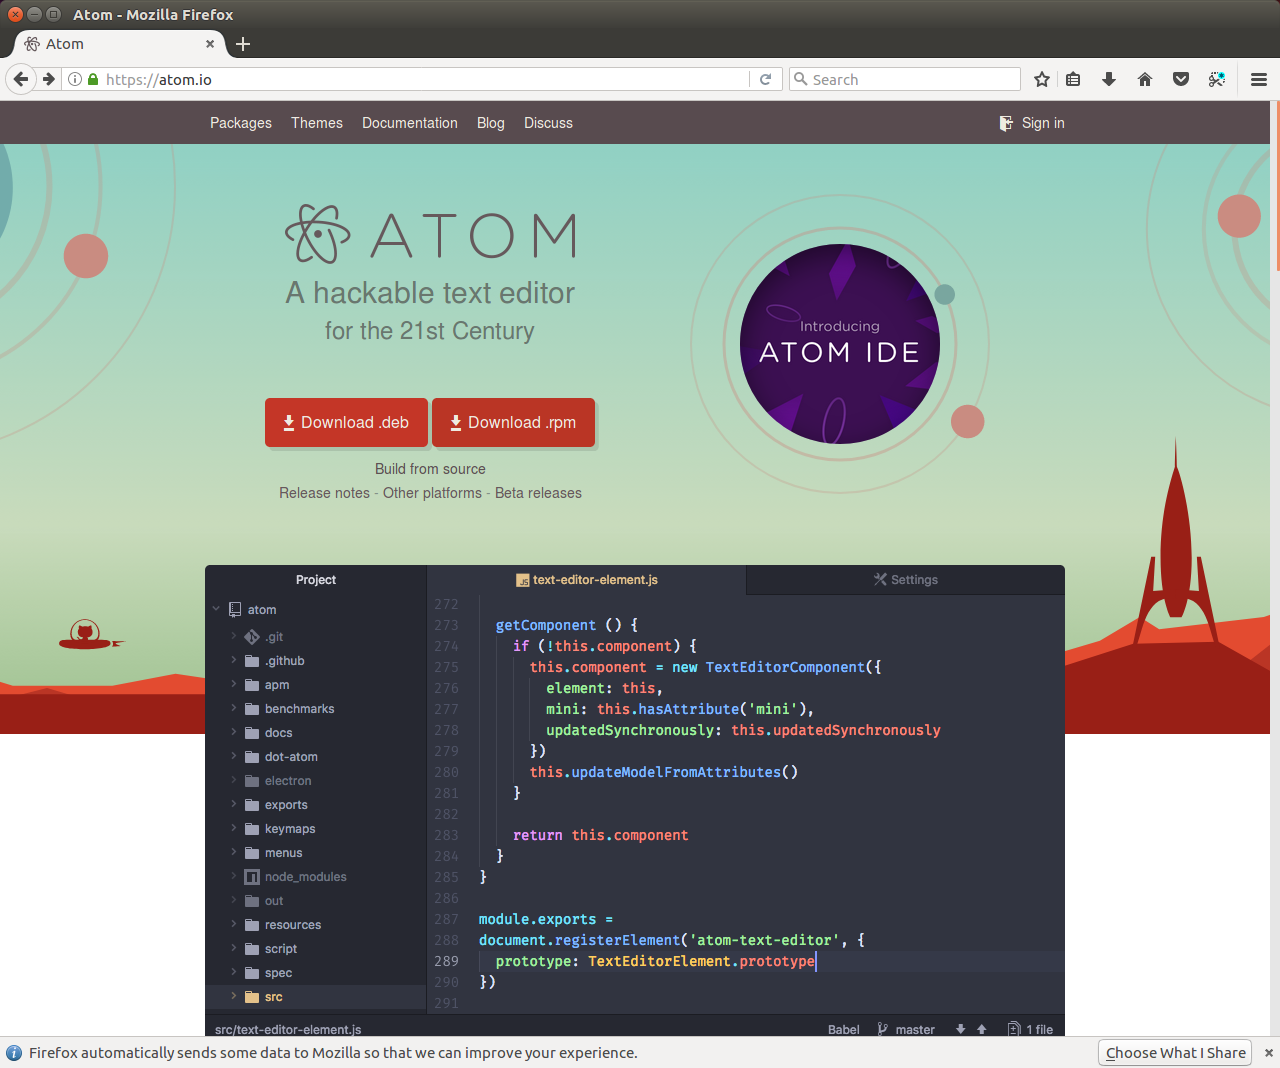 Atom - Mozilla Firefox
Atom
https://atom.io
Search
Packages Themes Documentation Blog Discuss Sign in
ATOM
A hackable text editor
for the 21st Century
Introducing
ATOM IDE
Download .deb Download .rpm
Build from source
Release notes - Other platforms - Beta releases
Project
atom
.git
.github
apm
benchmarks
docs
dot-atom
electron
exports
keymaps
menus
node_modules
out
resources
script
spec
src
text-editor-element.js Settings
272
273 getComponent () {
274 if (!this.component) {
275 this.component = new TextEditorComponent({
276 element: this,
277 mini: this.hasAttribute('mini'),
278 updatedSynchronously: this.updatedSynchronously
279 })
280 this.updateModelFromAttributes()
281 }
282
283 return this.component
284 }
285 }
286
287 module.exports =
288 document.registerElement('atom-text-editor', {
289 prototype: TextEditorElement.prototype
290 })
291
src/text-editor-element.js Babel master 1 file
Firefox automatically sends some data to Mozilla so that we can improve your experience. Choose What I Share